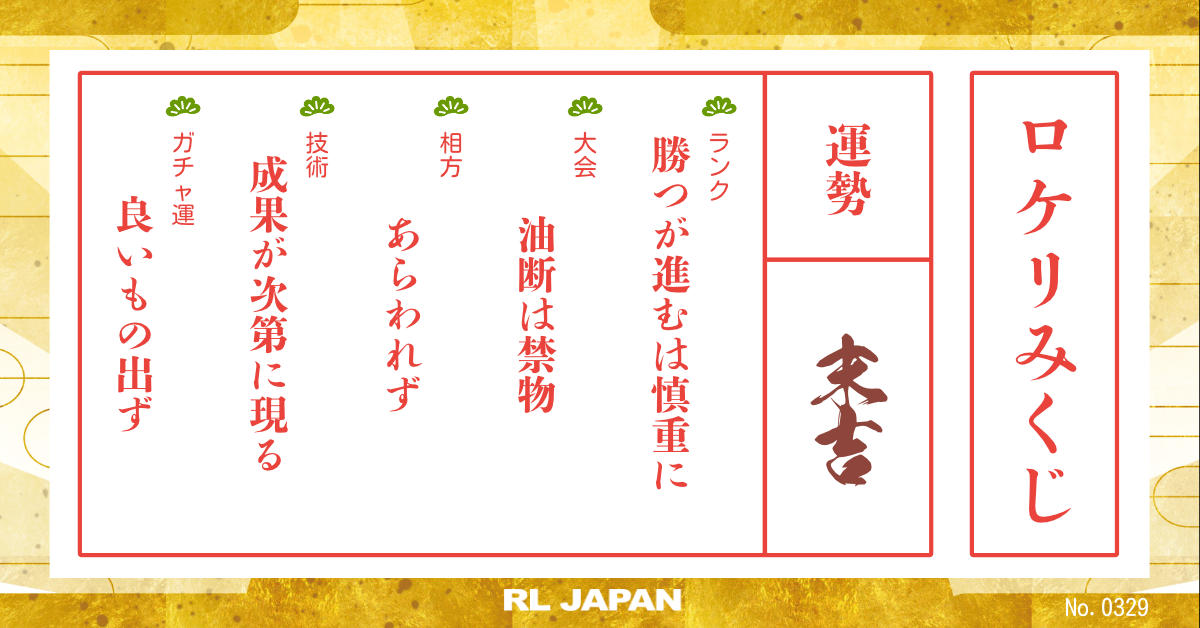 ロケリみくじ
運勢
末吉
ランク
勝つが進むは慎重に
大会
油断は禁物
相方
あらわれず
技術
成果が次第に現る
ガチャ運
良いもの出ず
RL JAPAN
No. 0329